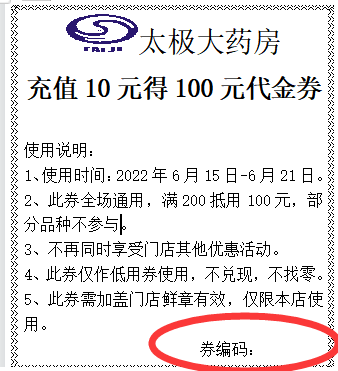 TAIJI
太极大药房
充值10元得100元代金券
使用说明：
1、使用时间：2022年6月15日-6月21日。
2、此券全场通用，满200抵用100元，部
分品种不参与。
3、不再同时享受门店其他优惠活动。
4、此券仅作低用券使用，不兑现，不找零。
5、此券需加盖门店鲜章有效，仅限本店使
用。
券编码：